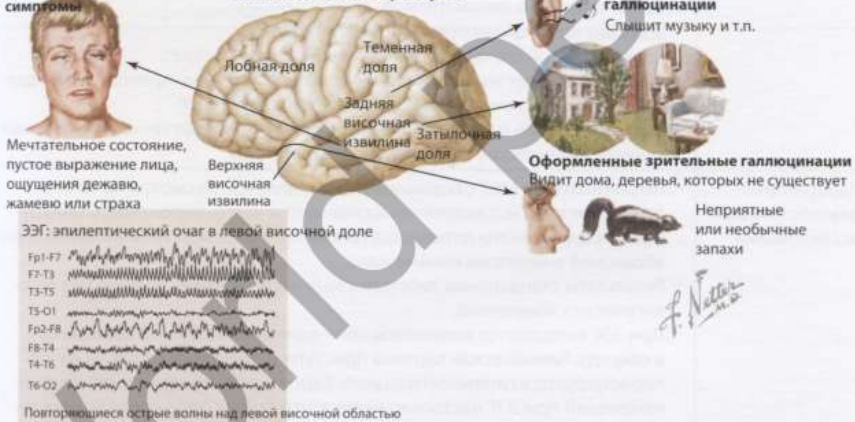 симптомы
галлюцинации
Слышит музыку и т.п.
Лобная доля
Теменная
доля
Задняя
височная
извилина
Затылочная
доля
Верхняя
височная
извилина
Мечтательное состояние,
пустое выражение лица,
ощущения дежавю,
жамевю или страха
Оформленные зрительные галлюцинации
Видит дома, деревья, которых не существует
Неприятные
или необычные
запахи
F. Netter
M.D.
ЭЭГ: эпилептический очаг в левой височной доле
Fp1-F7
F7-T3
T3-T5
T5-O1
Fp2-F8
F8-T4
T4-T6
T6-O2
Повторяющиеся острые волны над левой височной областью